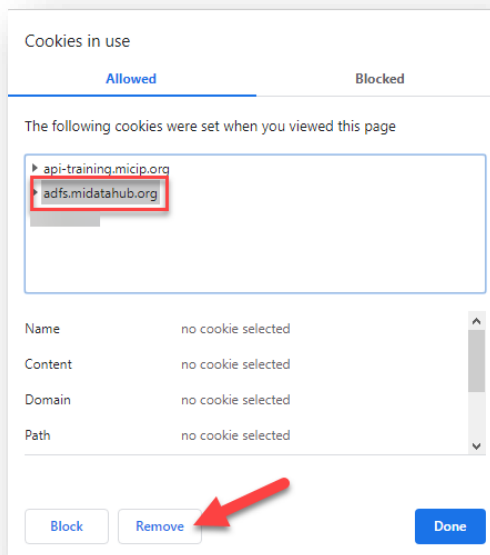 Cookies in use
Allowed Blocked
The following cookies were set when you viewed this page
api-training.micip.org
adfs.midatahub.org
Name no cookie selected
Content no cookie selected
Domain no cookie selected
Path no cookie selected
Block Remove Done